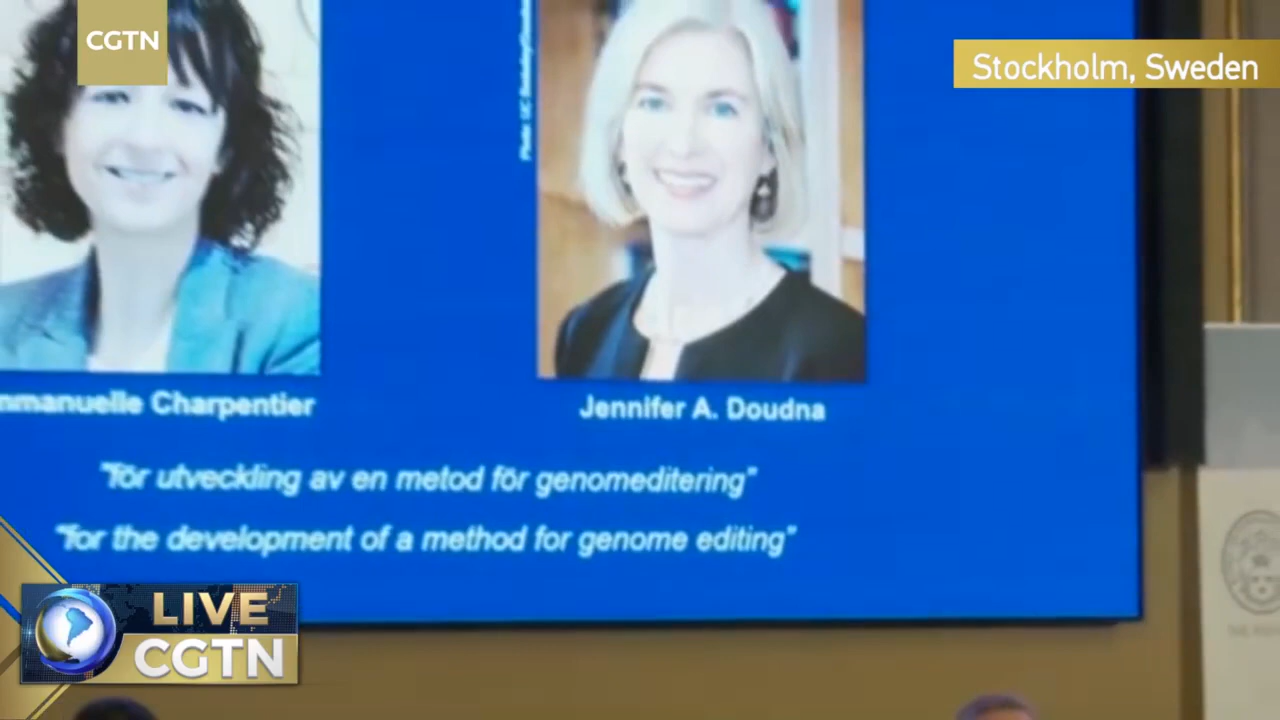 CGTN
Stockholm, Sweden
mmanuelle Charpentier
Jennifer A. Doudna
"för utveckling av en metod för genomeditering"
"for the development of a method for genome editing"
LIVE
CGTN